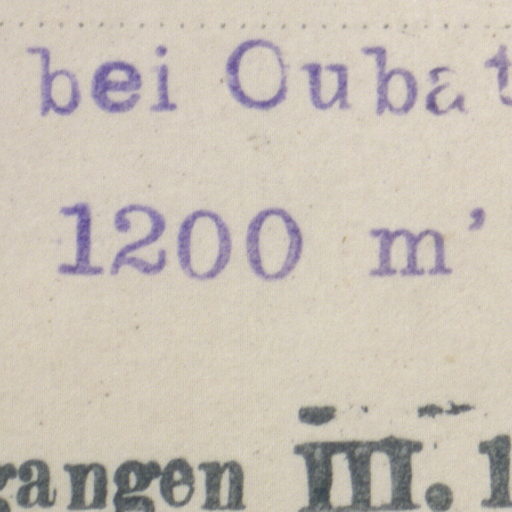 bei Oubat
1200 m'
gangen III. 1